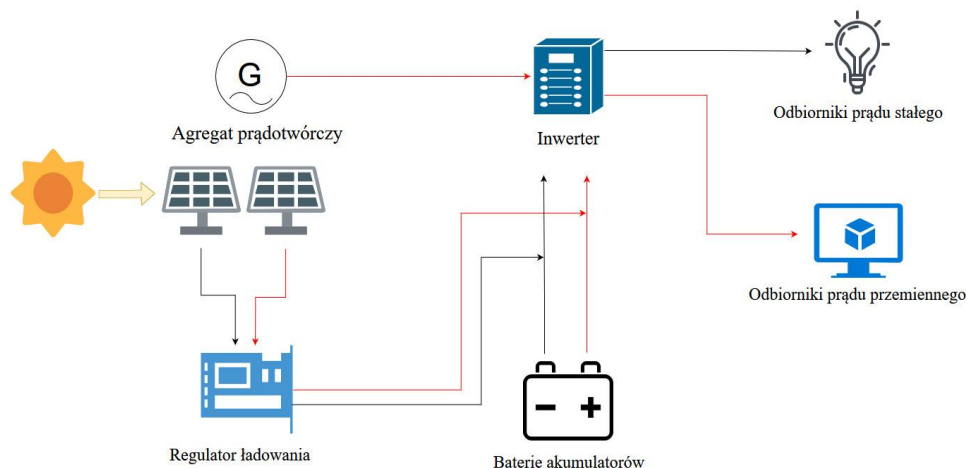 G
Agregat prądotwórczy
Inwerter
Odbiorniki prądu stałego
Odbiorniki prądu przemiennego
Regulator ładowania
Baterie akumulatorów